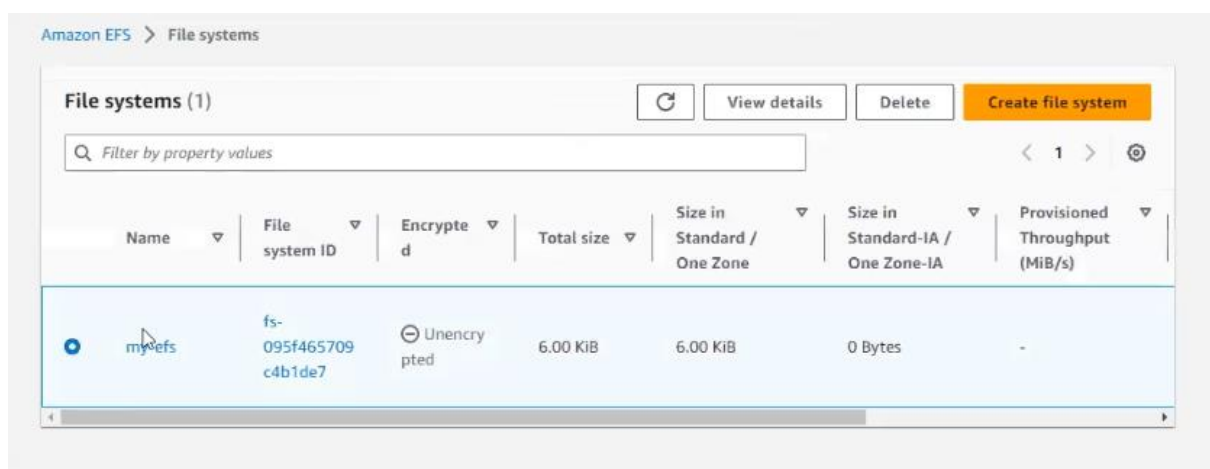 Amazon EFS > File systems
File systems (1)
View details
Delete
Create file system
Filter by property values
< 1 >
Name
File
system ID
Encrypte
d
Total size
Size in
Standard /
One Zone
Size in
Standard-IA /
One Zone-IA
Provisioned
Throughput
(MiB/s)
my-efs
fs-
095f465709
c4b1de7
Unencry
pted
6.00 KiB
6.00 KiB
0 Bytes
-